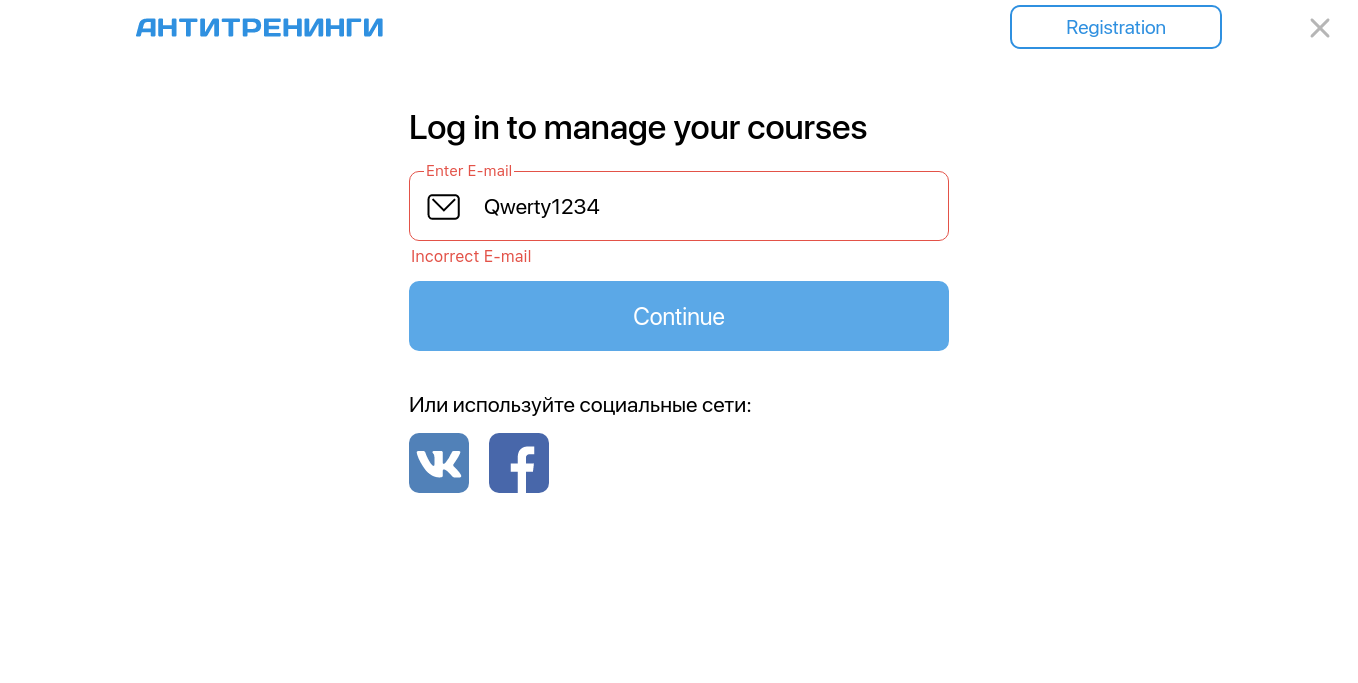 АНТИТРЕНИНГИ
Registration
Log in to manage your courses
Enter E-mail
Qwerty1234
Incorrect E-mail
Continue
Или используйте социальные сети: